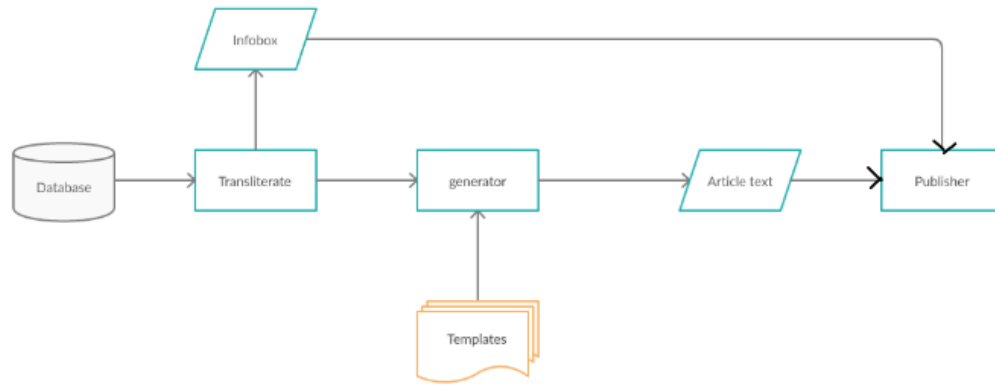 Infobox
Database
Transliterate
generator
Article text
Publisher
Templates